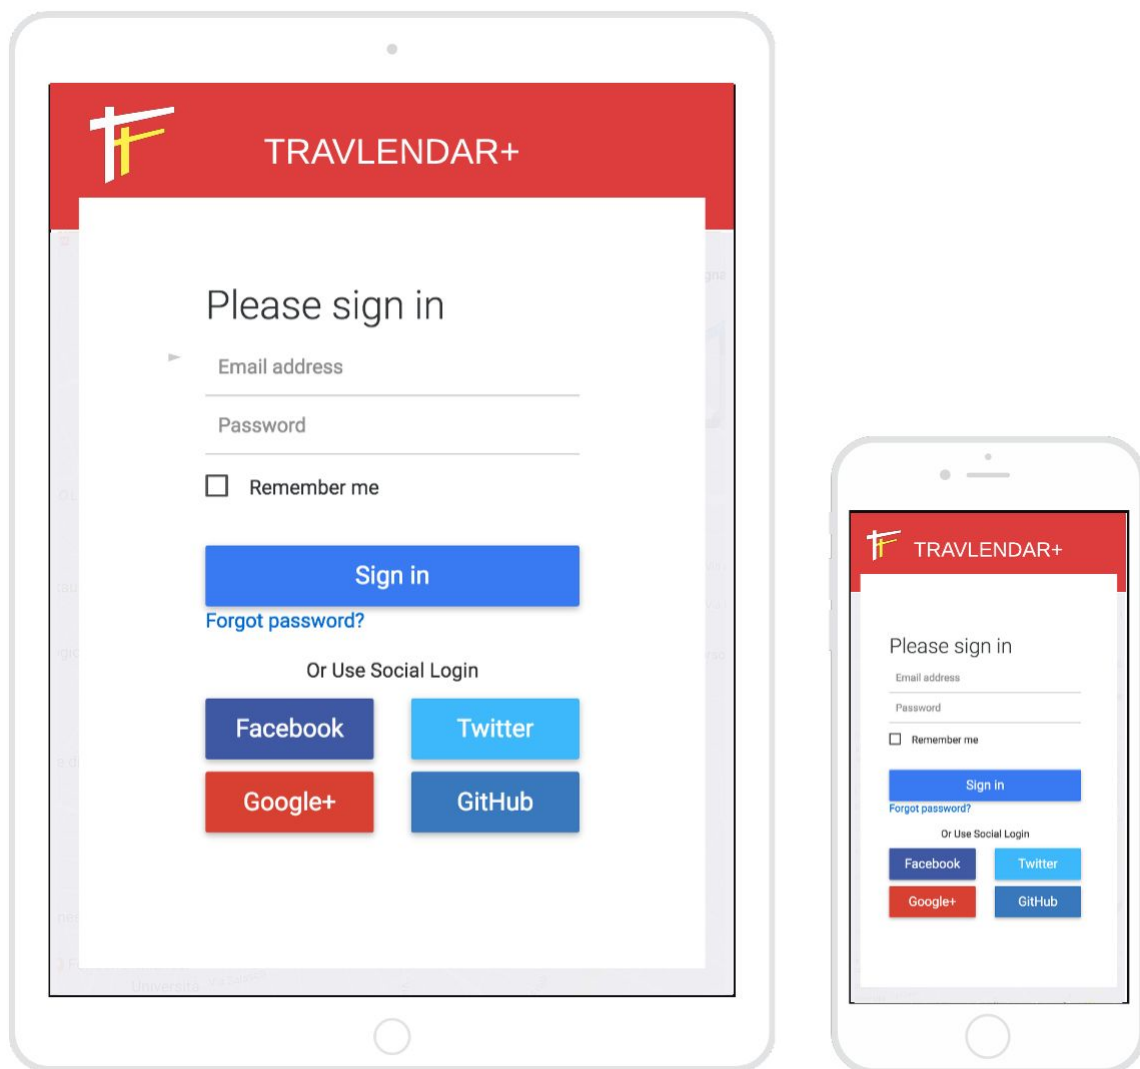 TRAVLENDAR+
Please sign in
Email address
Password
Remember me
Sign in
Forgot password?
Or Use Social Login
Facebook Twitter
Google+ GitHub
Università
TRAVLENDAR+
Please sign in
Email address
Password
Remember me
Sign in
Forgot password?
Or Use Social Login
Facebook Twitter
Google+ GitHub